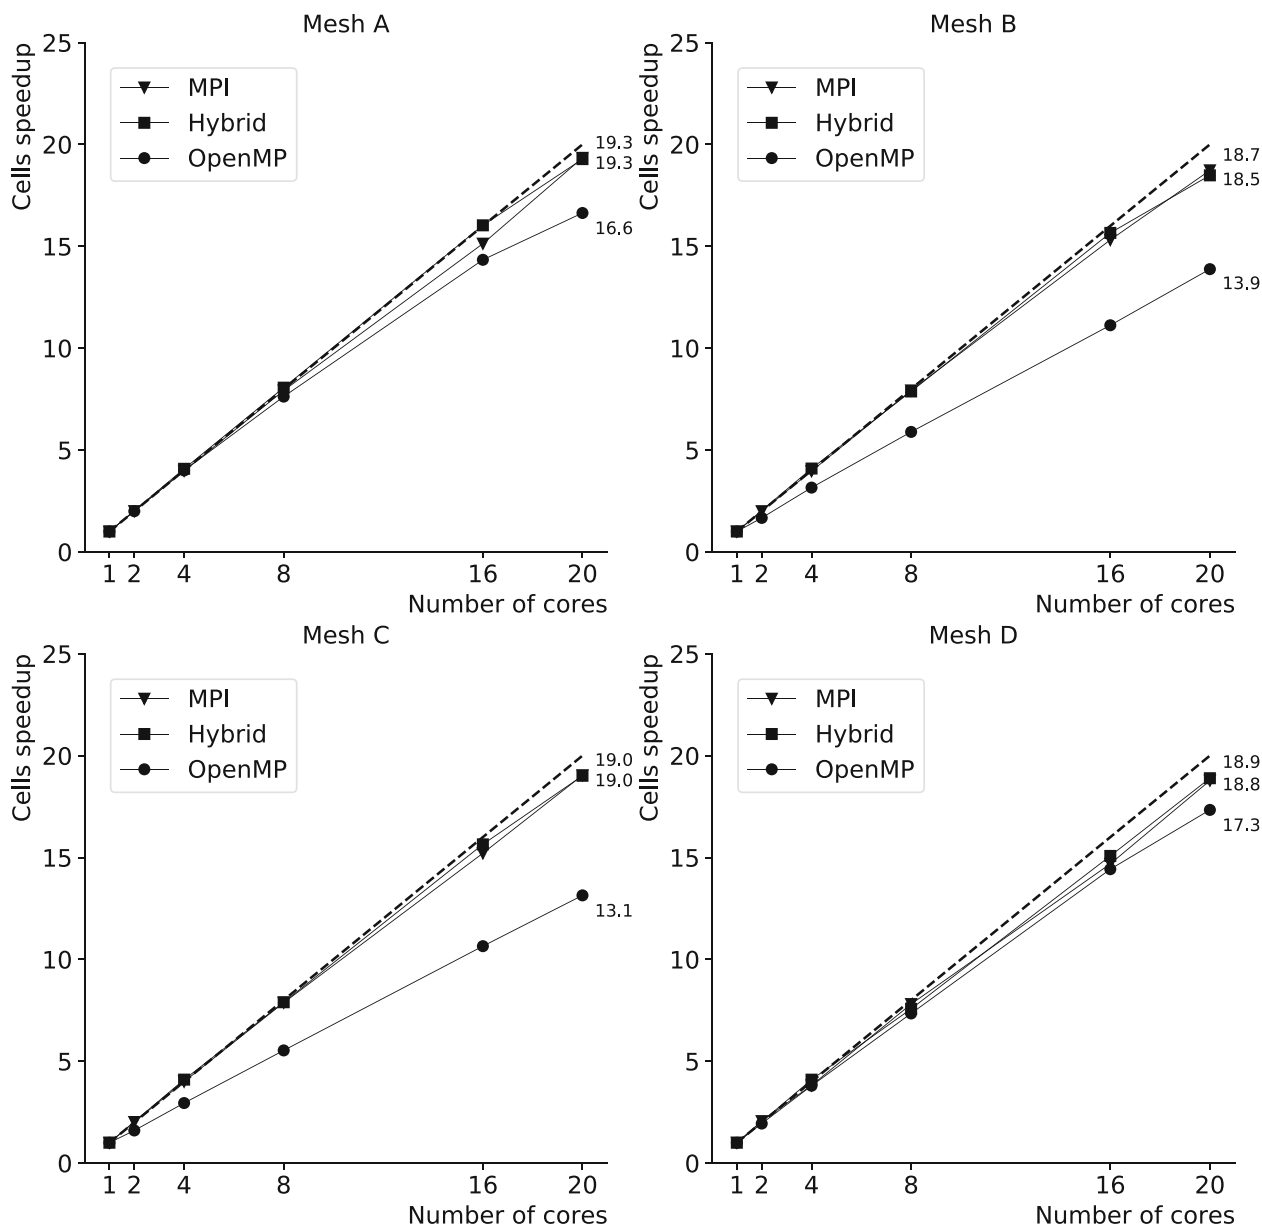 Mesh A
Cells speedup
25
20
15
10
5
0
MPI
Hybrid
OpenMP
19.3
19.3
16.6
1 2 4 8 16 20
Number of cores
Mesh B
Cells speedup
25
20
15
10
5
0
MPI
Hybrid
OpenMP
18.7
18.5
13.9
1 2 4 8 16 20
Number of cores
Mesh C
Cells speedup
25
20
15
10
5
0
MPI
Hybrid
OpenMP
19.0
19.0
13.1
1 2 4 8 16 20
Number of cores
Mesh D
Cells speedup
25
20
15
10
5
0
MPI
Hybrid
OpenMP
18.9
18.8
17.3
1 2 4 8 16 20
Number of cores